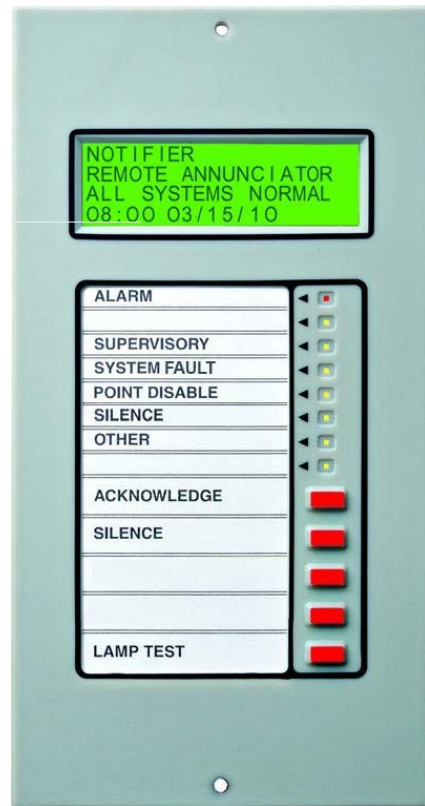 NOTIFIER
REMOTE ANNUNCIATOR
ALL SYSTEMS NORMAL
08:00 03/15/10
ALARM
SUPERVISORY
SYSTEM FAULT
POINT DISABLE
SILENCE
OTHER
ACKNOWLEDGE
SILENCE
LAMP TEST